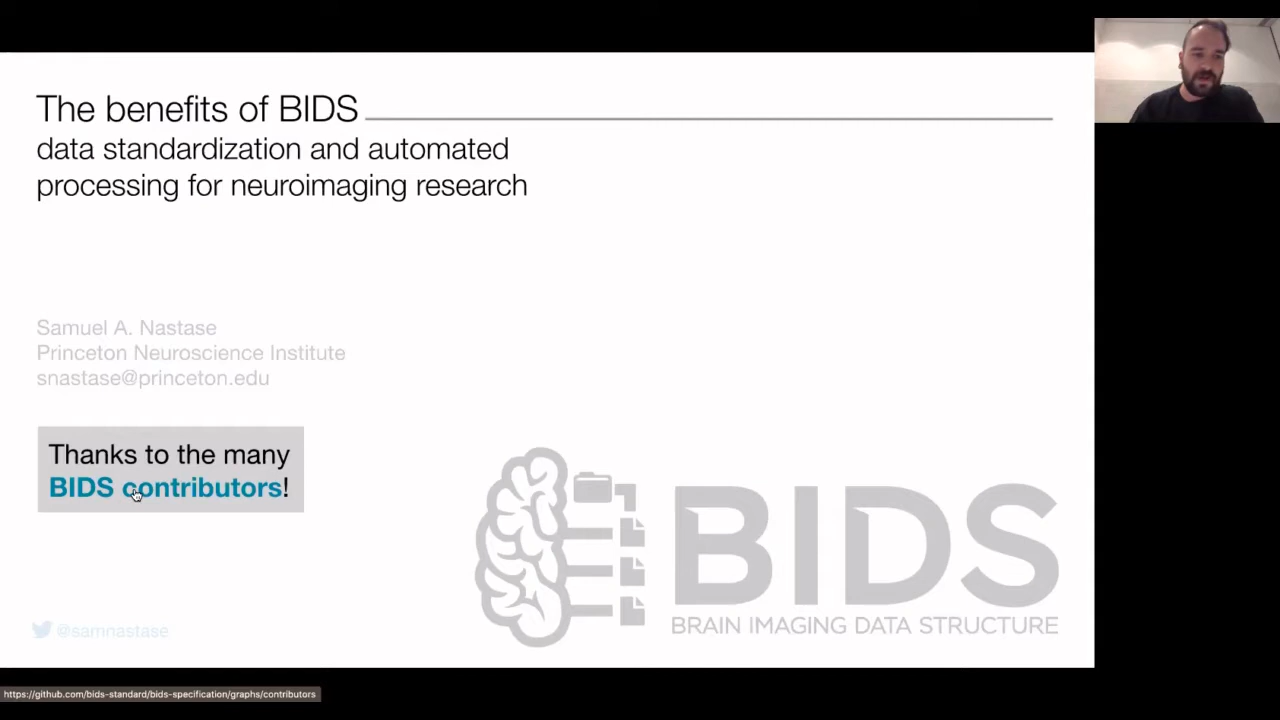 The benefits of BIDS
data standardization and automated
processing for neuroimaging research
Samuel A. Nastase
Princeton Neuroscience Institute
snastase@princeton.edu
Thanks to the many
BIDS contributors!
BIDS
BRAIN IMAGING DATA STRUCTURE
@samnastase
https://github.com/bids-standard/bids-specification/graphs/contributors